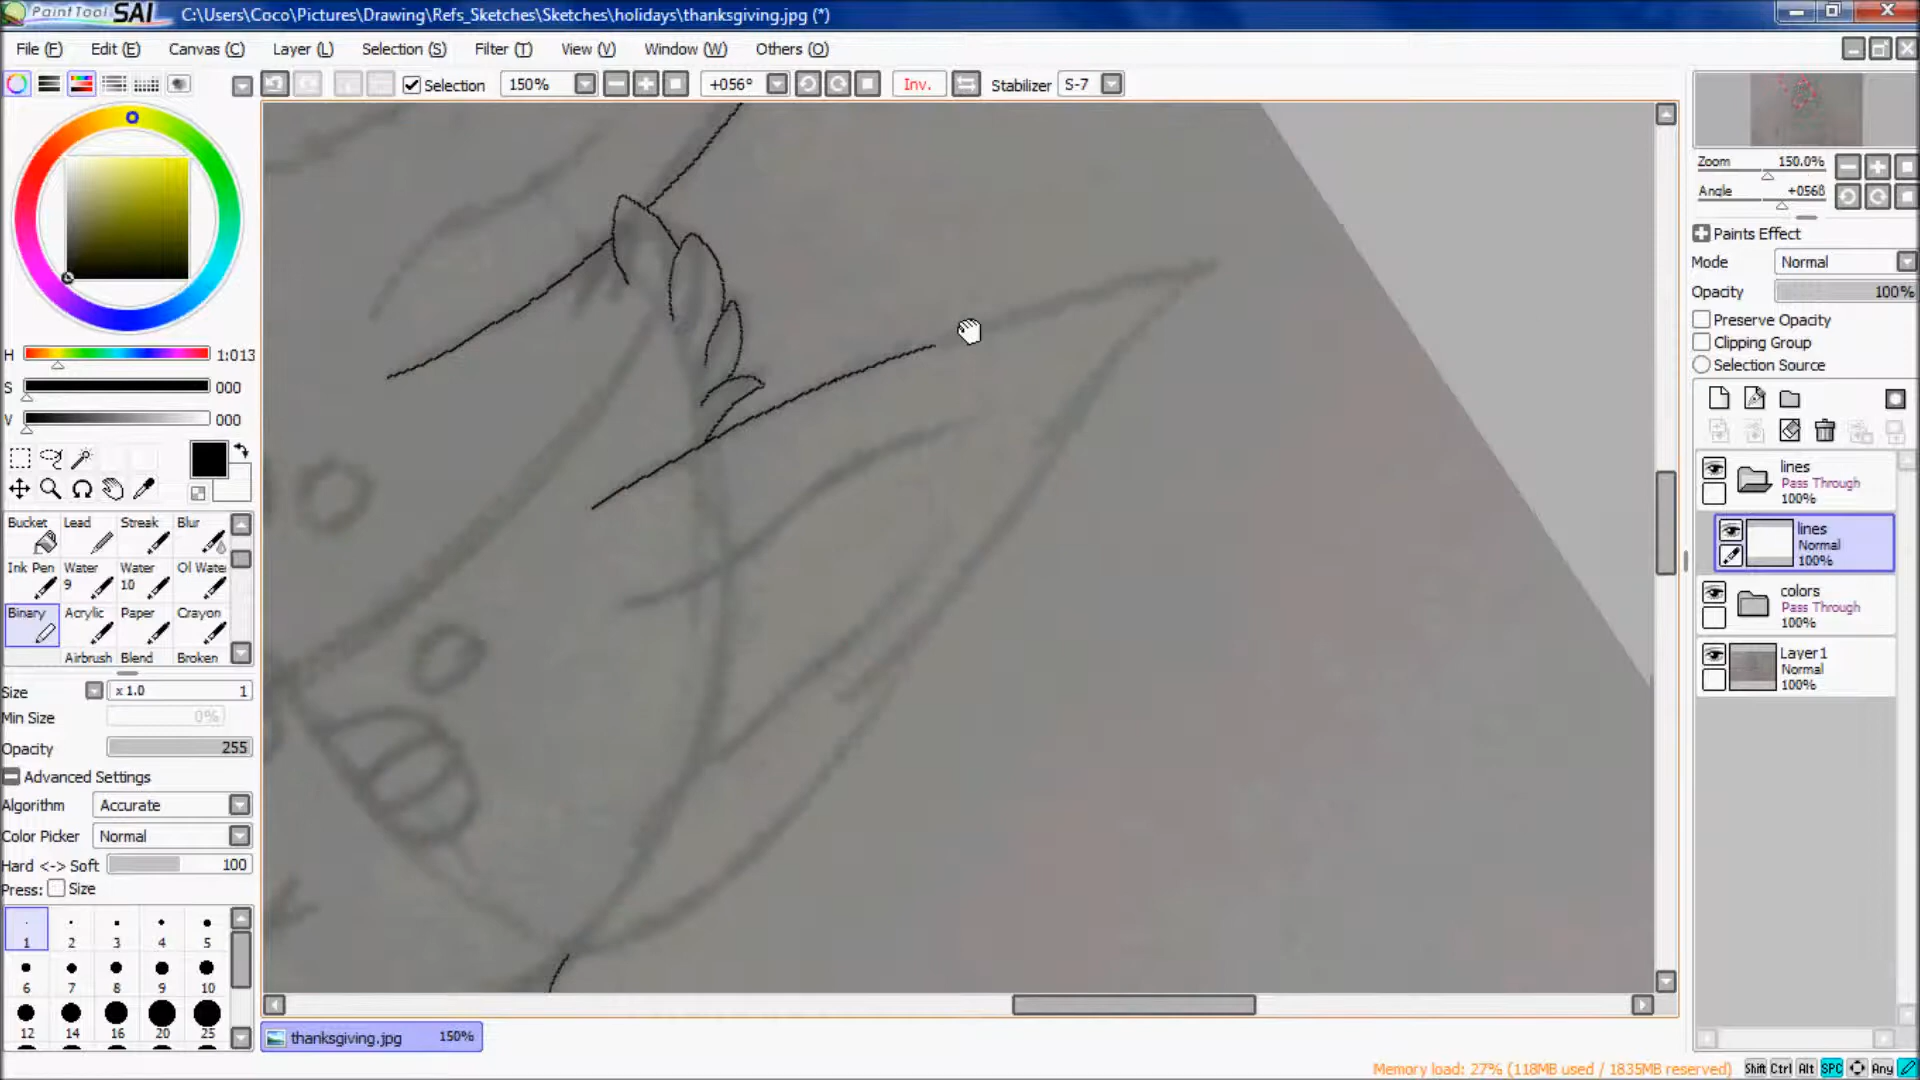 PaintTool SAI C:\Users\Coco\Pictures\Drawing\Refs_Sketches\Sketches\holidays\thanksgiving.jpg (*)
File (F) Edit (E) Canvas (C) Layer (L) Selection (S) Filter (T) View (V) Window (W) Others (O)
Selection 150% +056° Inv. Stabilizer S-7
Zoom 150.0%
Angle +056ß
Paints Effect
Mode Normal
Opacity 100%
Preserve Opacity
Clipping Group
Selection Source
lines
Pass Through
100%
lines
Normal
100%
colors
Pass Through
100%
Layer1
Normal
100%
H 1:013
S 000
V 000
Bucket Lead Streak Blur
Ink Pen Water 9 Water 10 Ol Wate
Binary Acrylic Paper Crayon
Airbrush Blend Broken
Size x 1.0 1
Min Size 0%
Opacity 255
Advanced Settings
Algorithm Accurate
Color Picker Normal
Hard <-> Soft 100
Press: Size
1 2 3 4 5
6 7 8 9 10
12 14 16 20 25
thanksgiving.jpg 150%
Memory load: 27% (118MB used / 1835MB reserved) Shift Ctrl Alt SPC Any